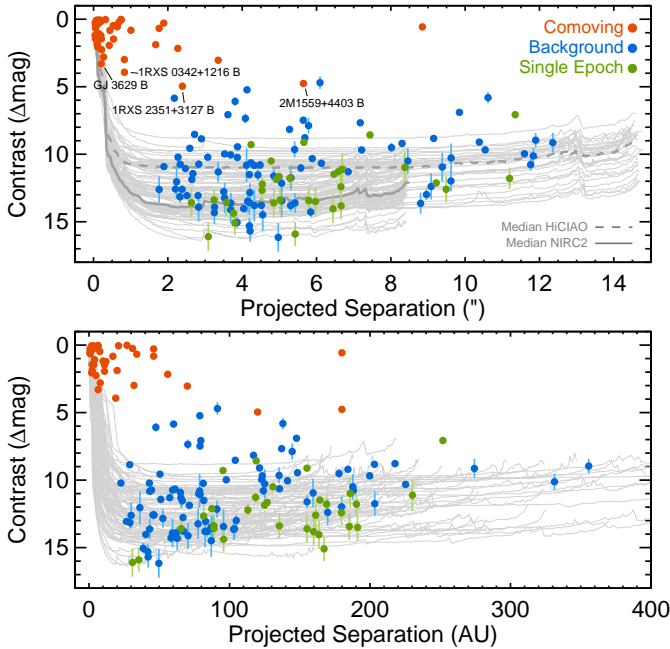 0
5
10
15
Contrast (Δmag)
Comoving
Background
Single Epoch
1RXS 0342+1216 B
GJ 3629 B
1RXS 2351+3127 B
2M1559+4403 B
Median HiCIAO
Median NIRC2
0 2 4 6 8 10 12 14
Projected Separation (")
0
5
10
15
Contrast (Δmag)
0 100 200 300 400
Projected Separation (AU)